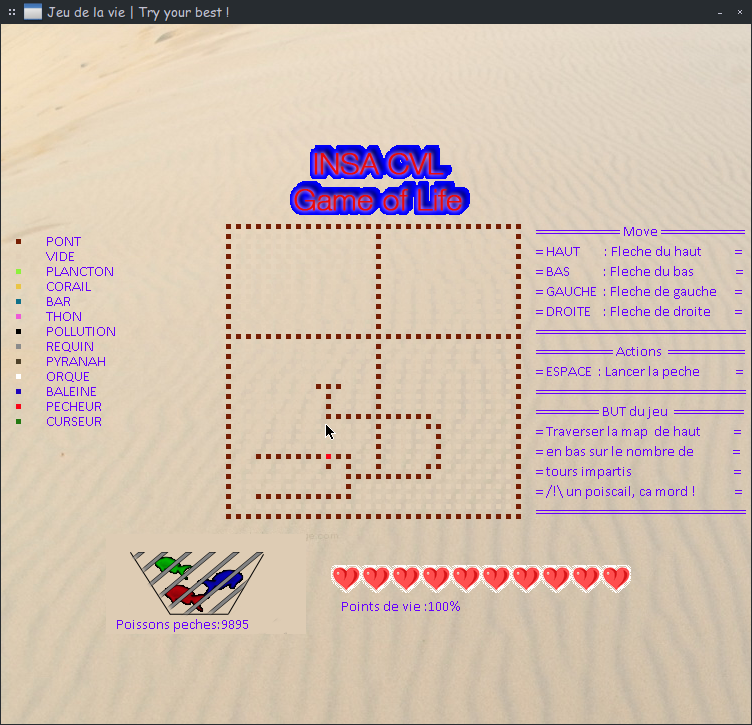 Jeu de la vie | Try your best !
INSA CVL
Game of Life
PONT
VIDE
PLANCTON
CORAIL
BAR
THON
POLLUTION
REQUIN
PYRANAH
ORQUE
BALEINE
PECHEUR
CURSEUR
========== Move ==========
= HAUT : Fleche du haut =
= BAS : Fleche du bas =
= GAUCHE : Fleche de gauche =
= DROITE : Fleche de droite =
==========================
========= Actions =========
= ESPACE : Lancer la peche =
==========================
======== BUT du jeu ========
= Traverser la map de haut =
= en bas sur le nombre de =
= tours impartis =
= /!\ un poiscail, ca mord ! =
==========================
Poissons peches:9895
Points de vie :100%